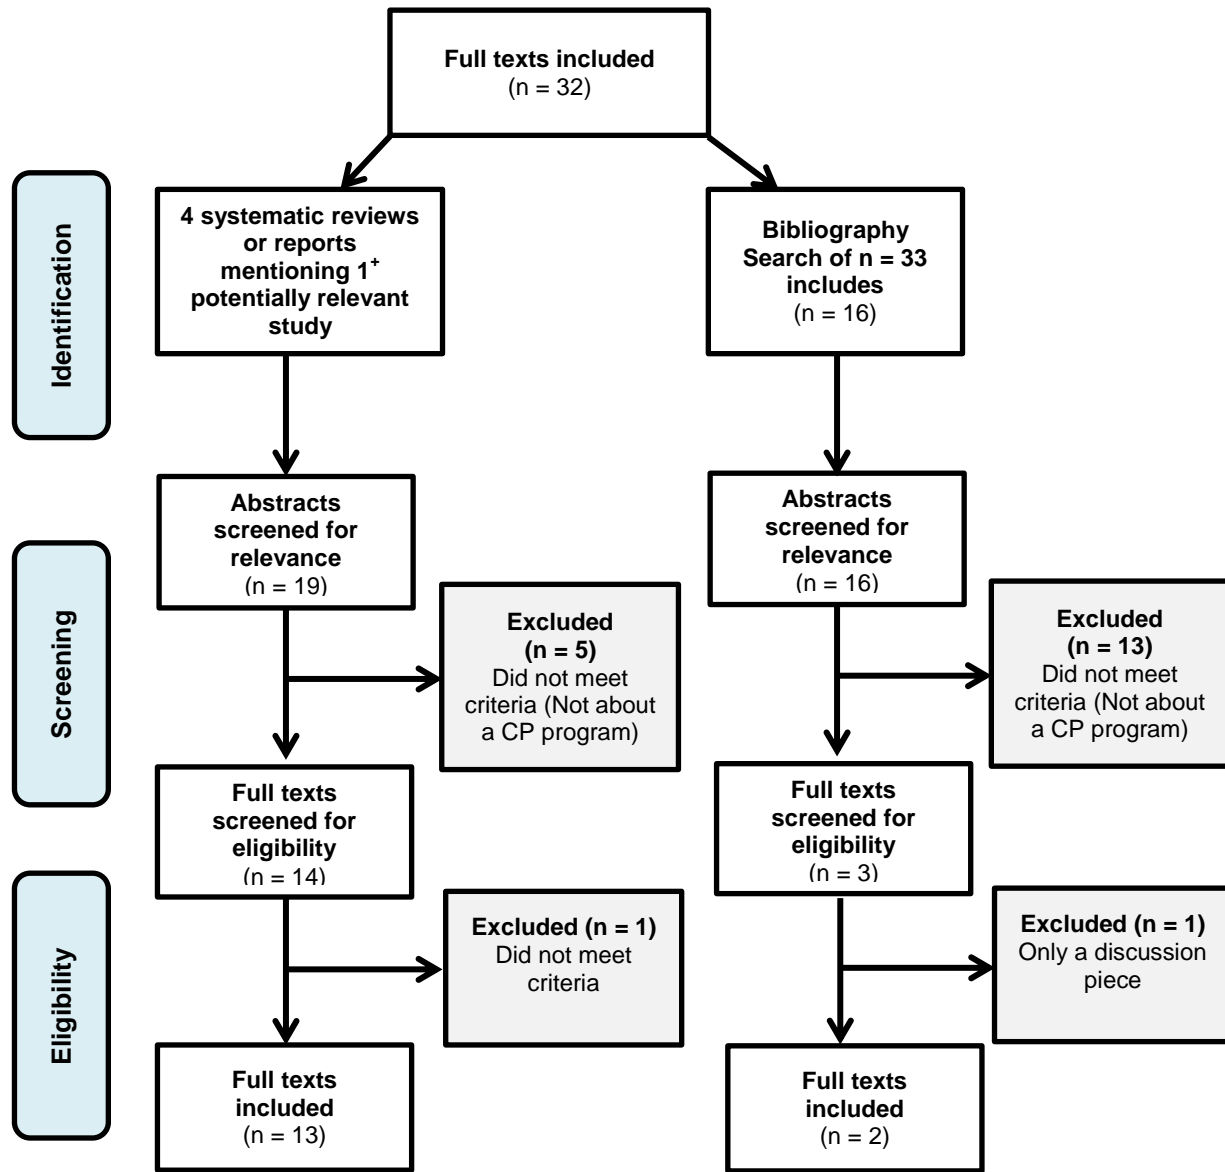 Full texts included
(n = 32)
Identification
4 systematic reviews
or reports
mentioning 1+
potentially relevant
study
Bibliography
Search of n = 33
includes
(n = 16)
Screening
Abstracts
screened for
relevance
(n = 19)
Abstracts
screened for
relevance
(n = 16)
Excluded
(n = 5)
Did not meet
criteria (Not about
a CP program)
Excluded
(n = 13)
Did not meet
criteria (Not about
a CP program)
Full texts
screened for
eligibility
(n = 14)
Full texts
screened for
eligibility
(n = 3)
Eligibility
Excluded (n = 1)
Did not meet
criteria
Excluded (n = 1)
Only a discussion
piece
Full texts
included
(n = 13)
Full texts
included
(n = 2)